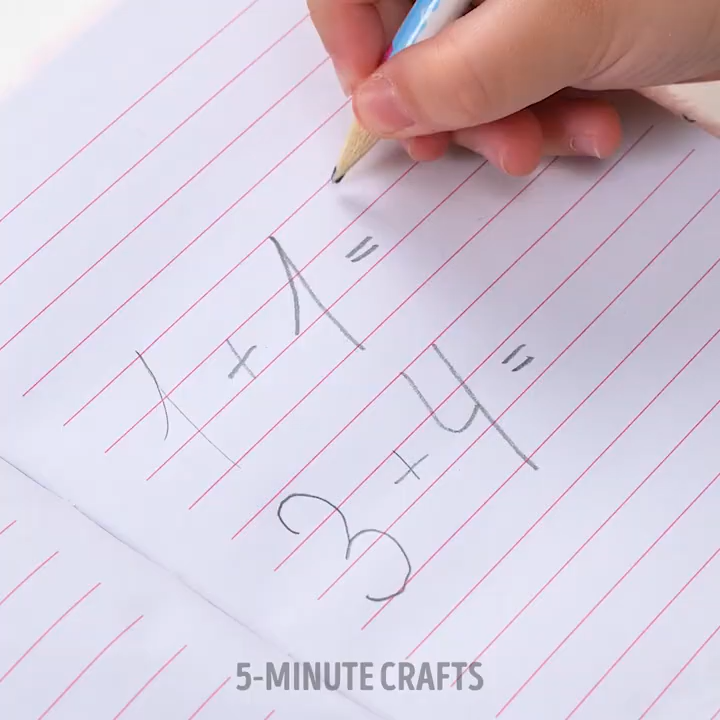 1 + 1 =
3 + 4 =
5-MINUTE CRAFTS